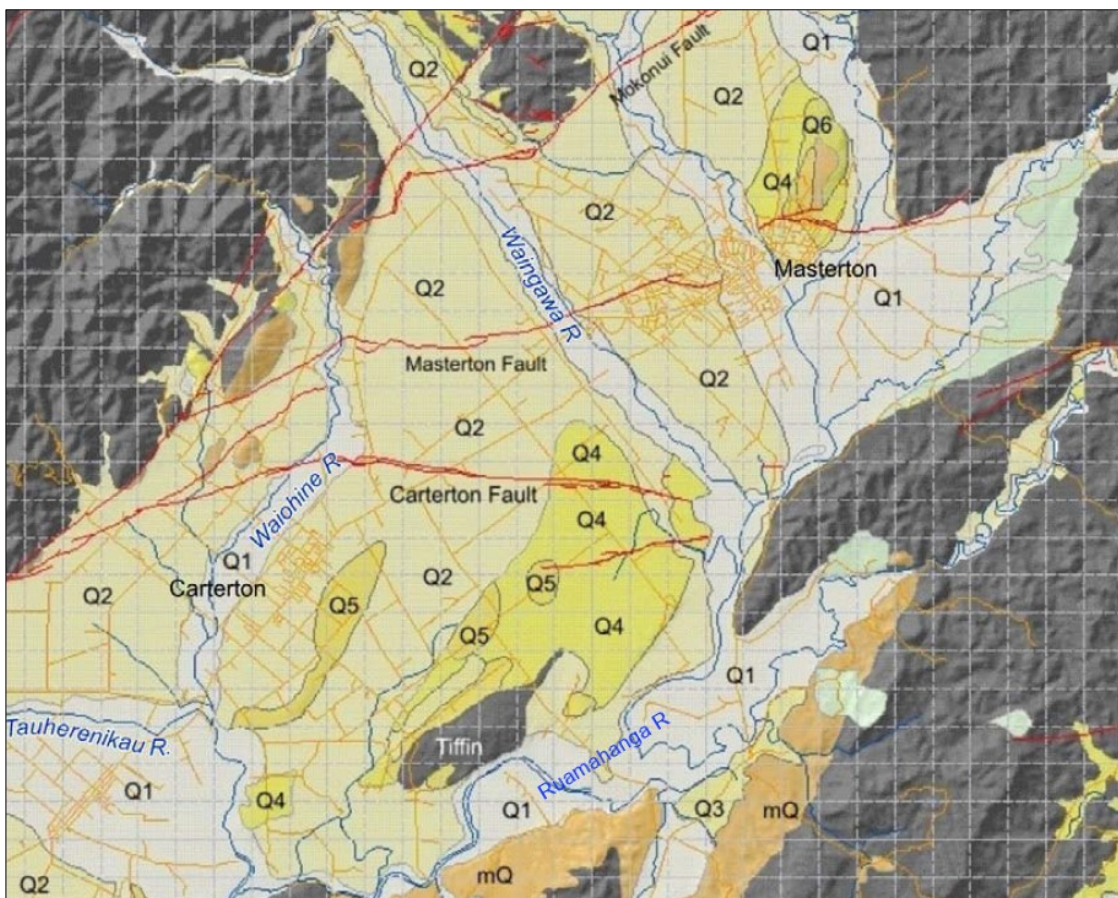 Q1
Q2
Mokonui Fault
Q2
Q6
Q4
Q2
Waingawa R
Masterton
Q2
Q1
Masterton Fault
Q2
Q2
Q4
Waiohine R
Carterton Fault
Q4
Q1
Q5
Q2
Carterton
Q2
Q5
Q4
Q5
Q1
Tauherenikau R.
Tiffin
Ruamahanga R
Q1
Q4
Q1
Q3
mQ
mQ
Q2